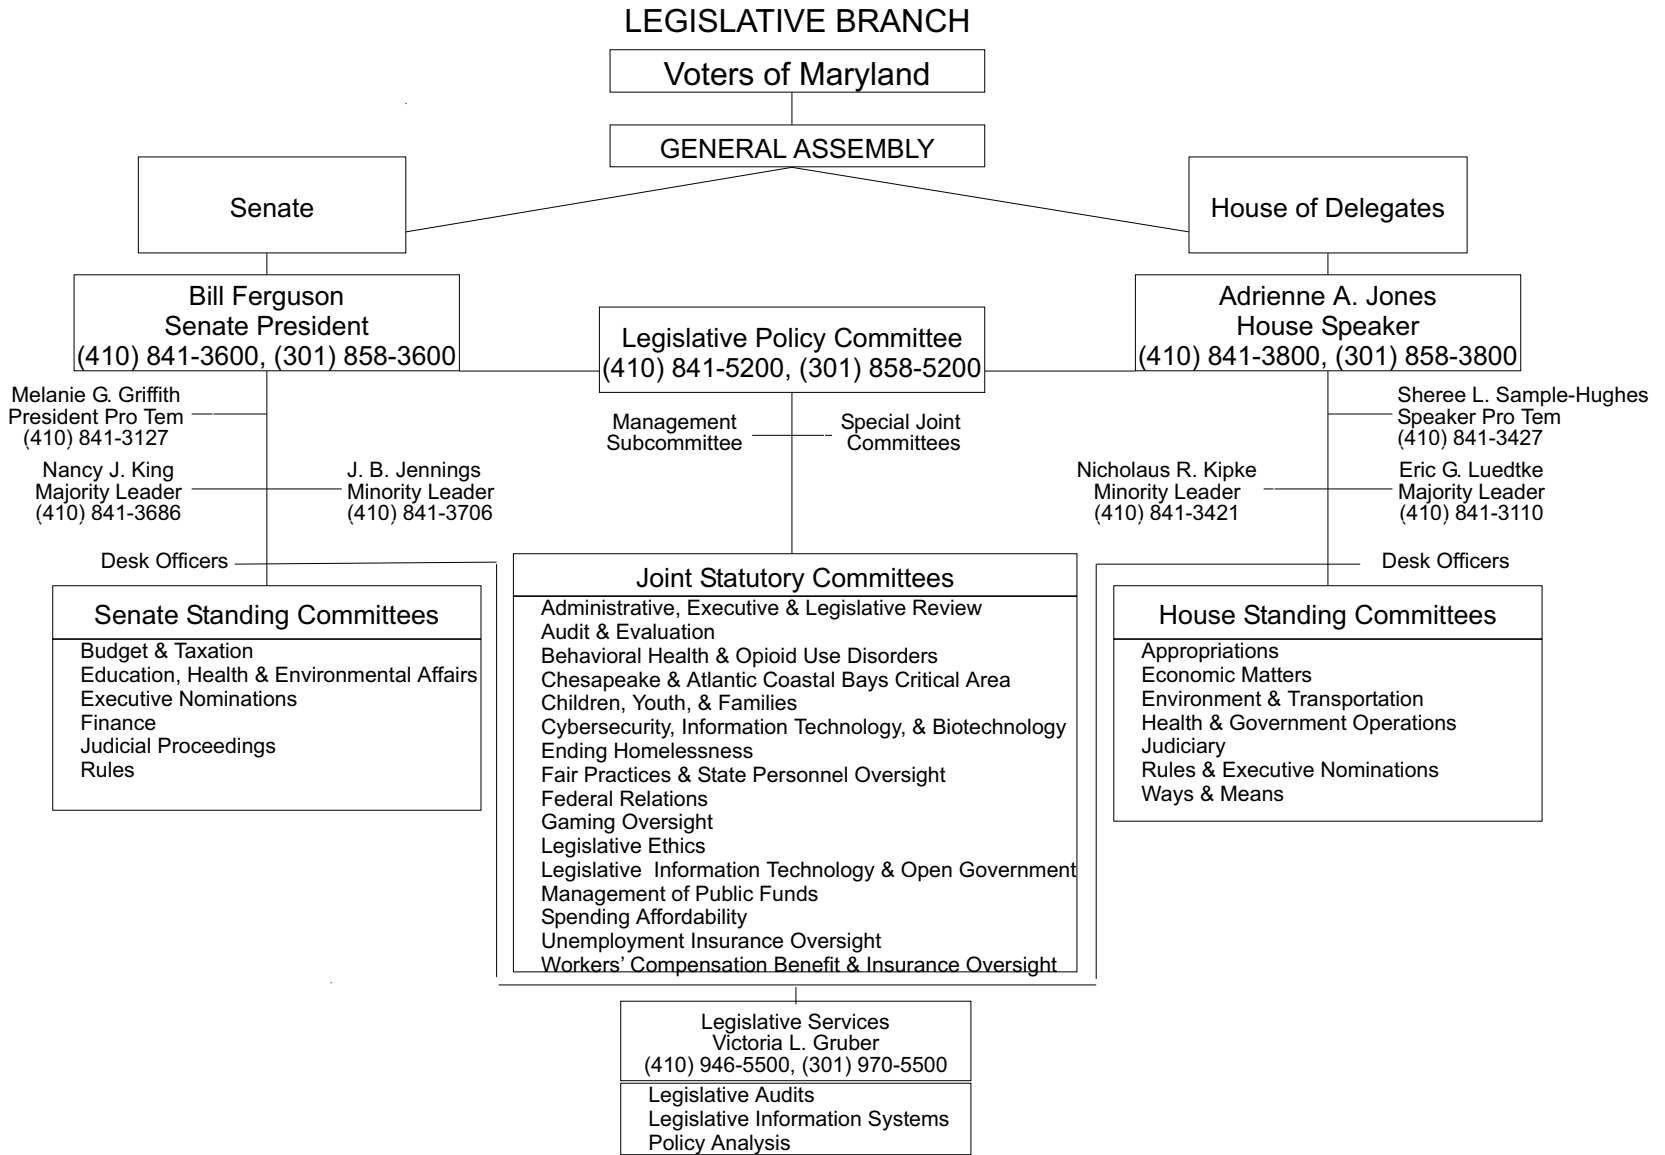 LEGISLATIVE BRANCH
Voters of Maryland
GENERAL ASSEMBLY
Senate
House of Delegates
Bill Ferguson
Senate President
(410) 841-3600, (301) 858-3600
Legislative Policy Committee
(410) 841-5200, (301) 858-5200
Adrienne A. Jones
House Speaker
(410) 841-3800, (301) 858-3800
Melanie G. Griffith
President Pro Tem
(410) 841-3127
Nancy J. King
Majority Leader
(410) 841-3686
J. B. Jennings
Minority Leader
(410) 841-3706
Management
Subcommittee
Special Joint
Committees
Sheree L. Sample-Hughes
Speaker Pro Tem
(410) 841-3427
Nicholaus R. Kipke
Minority Leader
(410) 841-3421
Eric G. Luedtke
Majority Leader
(410) 841-3110
Desk Officers
Desk Officers
Senate Standing Committees
Budget & Taxation
Education, Health & Environmental Affairs
Executive Nominations
Finance
Judicial Proceedings
Rules
Joint Statutory Committees
Administrative, Executive & Legislative Review
Audit & Evaluation
Behavioral Health & Opioid Use Disorders
Chesapeake & Atlantic Coastal Bays Critical Area
Children, Youth, & Families
Cybersecurity, Information Technology, & Biotechnology
Ending Homelessness
Fair Practices & State Personnel Oversight
Federal Relations
Gaming Oversight
Legislative Ethics
Legislative Information Technology & Open Government
Management of Public Funds
Spending Affordability
Unemployment Insurance Oversight
Workers' Compensation Benefit & Insurance Oversight
House Standing Committees
Appropriations
Economic Matters
Environment & Transportation
Health & Government Operations
Judiciary
Rules & Executive Nominations
Ways & Means
Legislative Services
Victoria L. Gruber
(410) 946-5500, (301) 970-5500
Legislative Audits
Legislative Information Systems
Policy Analysis